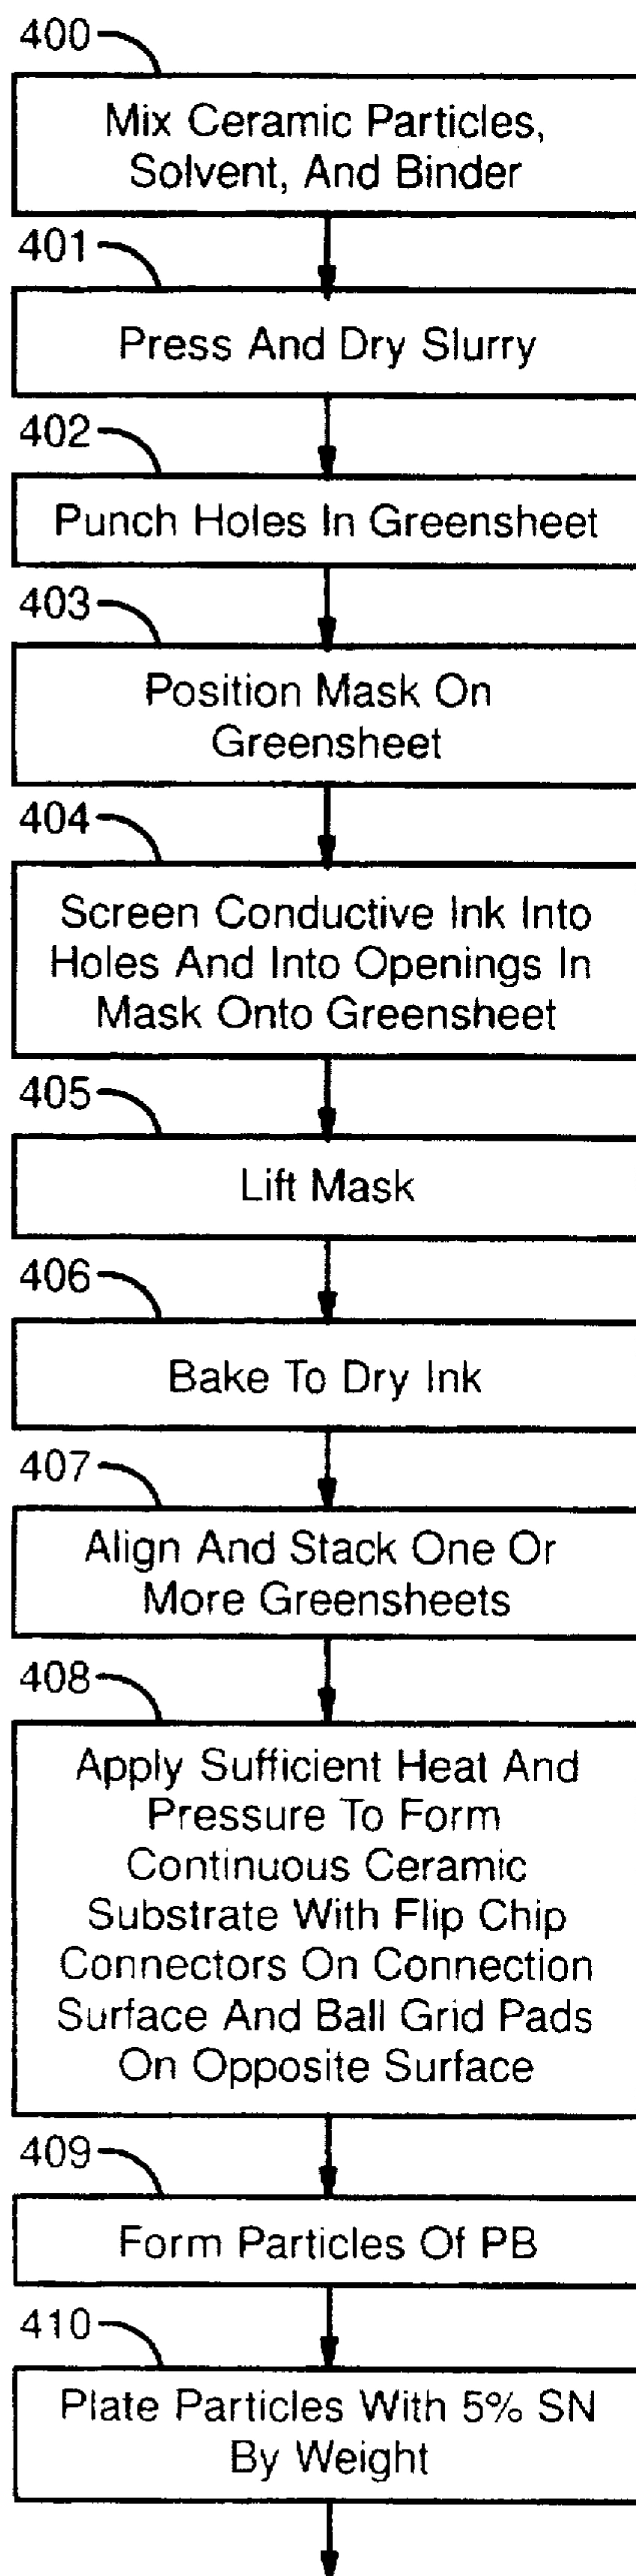 400
Mix Ceramic Particles,
Solvent, And Binder
401
Press And Dry Slurry
402
Punch Holes In Greensheet
403
Position Mask On
Greensheet
404
Screen Conductive Ink Into
Holes And Into Openings In
Mask Onto Greensheet
405
Lift Mask
406
Bake To Dry Ink
407
Align And Stack One Or
More Greensheets
408
Apply Sufficient Heat And
Pressure To Form
Continuous Ceramic
Substrate With Flip Chip
Connectors On Connection
Surface And Ball Grid Pads
On Opposite Surface
409
Form Particles Of PB
410
Plate Particles With 5% SN
By Weight